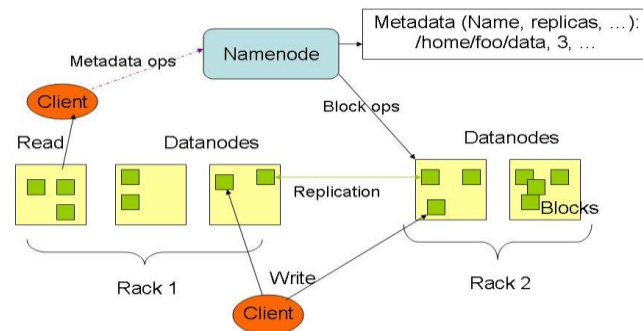 Metadata (Name, replicas, …):
/home/foo/data, 3, …
Namenode
Metadata ops
Client
Block ops
Read
Datanodes
Datanodes
Replication
Blocks
Rack 1
Write
Rack 2
Client